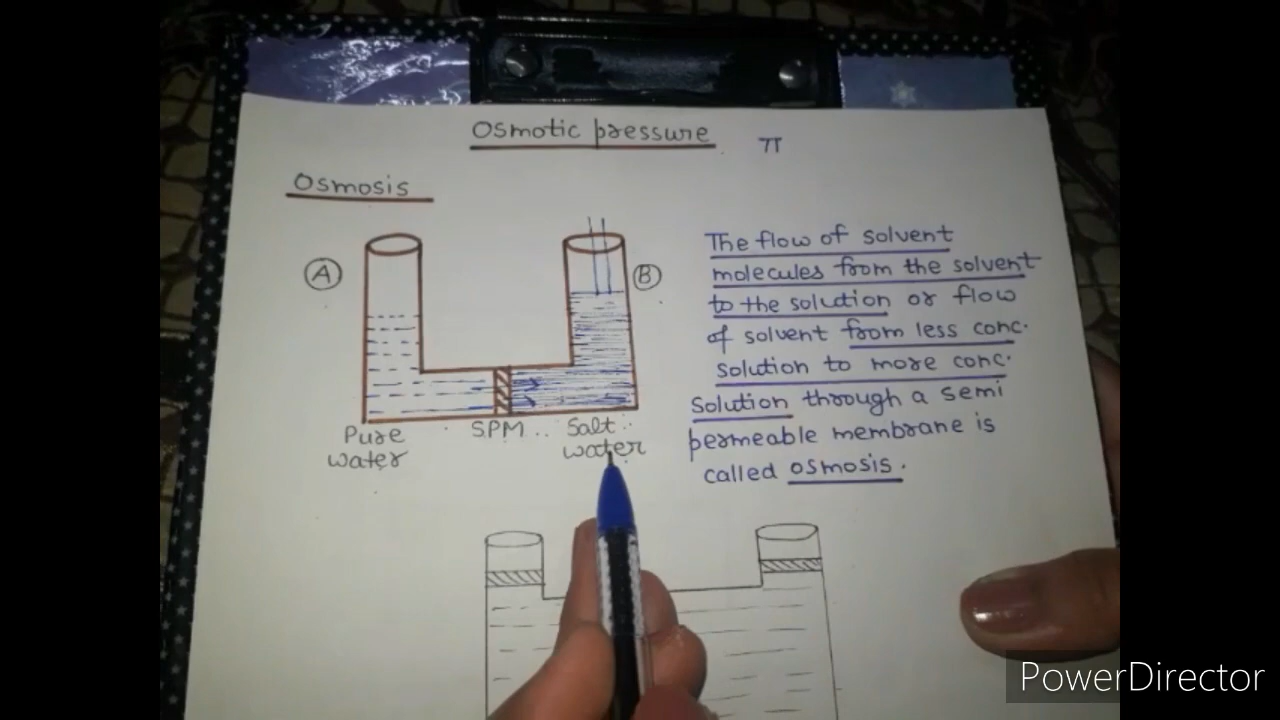 Osmotic pressure π
Osmosis
A
B
Pure
water
SPM..
Salt..
water
The flow of solvent
molecules from the solvent
to the solution or flow
of solvent from less conc.
solution to more conc.
Solution through a semi
permeable membrane is
called osmosis.
PowerDirector